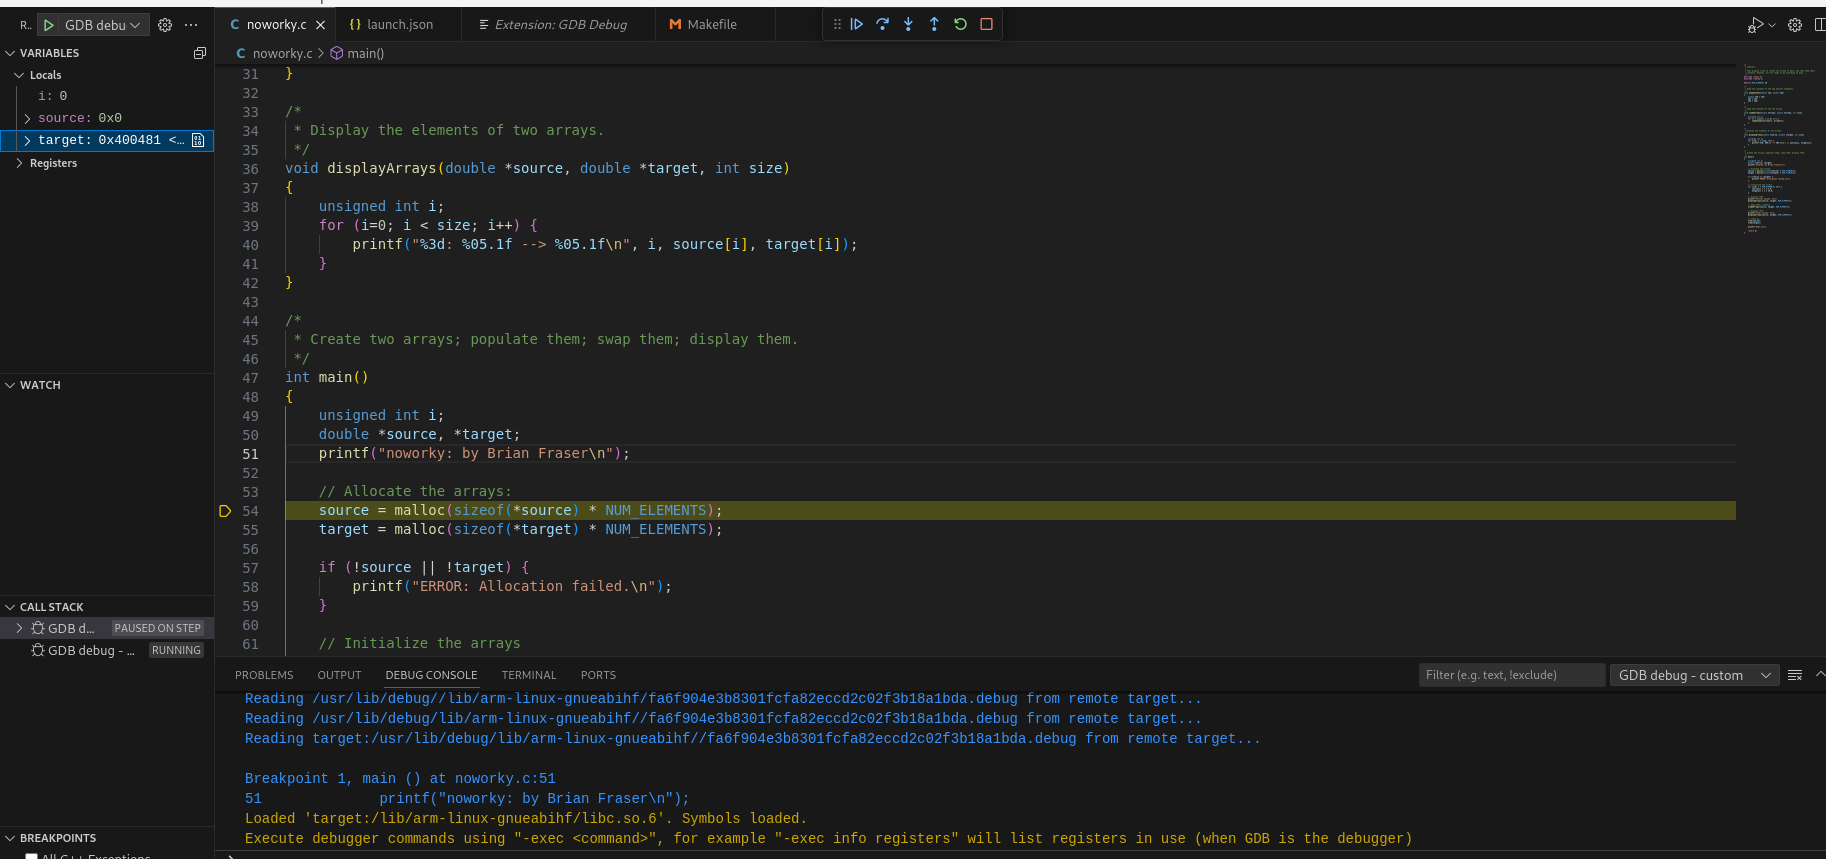 R.. GDB debu
noworky.c launch.json Extension: GDB Debug Makefile
VARIABLES
Locals
i: 0
source: 0x0
target: 0x400481 <…
Registers
WATCH
CALL STACK
GDB d… PAUSED ON STEP
GDB debug - … RUNNING
BREAKPOINTS
All C++ Exceptions
noworky.c > main()
31 }
32
33 /*
34 * Display the elements of two arrays.
35 */
36 void displayArrays(double *source, double *target, int size)
37 {
38 unsigned int i;
39 for (i=0; i < size; i++) {
40 printf("%3d: %05.1f --> %05.1f\n", i, source[i], target[i]);
41 }
42 }
43
44 /*
45 * Create two arrays; populate them; swap them; display them.
46 */
47 int main()
48 {
49 unsigned int i;
50 double *source, *target;
51 printf("noworky: by Brian Fraser\n");
52
53 // Allocate the arrays:
54 source = malloc(sizeof(*source) * NUM_ELEMENTS);
55 target = malloc(sizeof(*target) * NUM_ELEMENTS);
56
57 if (!source || !target) {
58 printf("ERROR: Allocation failed.\n");
59 }
60
61 // Initialize the arrays
PROBLEMS OUTPUT DEBUG CONSOLE TERMINAL PORTS Filter (e.g. text, !exclude) GDB debug - custom
Reading /usr/lib/debug//lib/arm-linux-gnueabihf/fa6f904e3b8301fcfa82eccd2c02f3b18a1bda.debug from remote target...
Reading /usr/lib/debug/lib/arm-linux-gnueabihf//fa6f904e3b8301fcfa82eccd2c02f3b18a1bda.debug from remote target...
Reading target:/usr/lib/debug/lib/arm-linux-gnueabihf//fa6f904e3b8301fcfa82eccd2c02f3b18a1bda.debug from remote target...
Breakpoint 1, main () at noworky.c:51
51 printf("noworky: by Brian Fraser\n");
Loaded 'target:/lib/arm-linux-gnueabihf/libc.so.6'. Symbols loaded.
Execute debugger commands using "-exec <command>", for example "-exec info registers" will list registers in use (when GDB is the debugger)